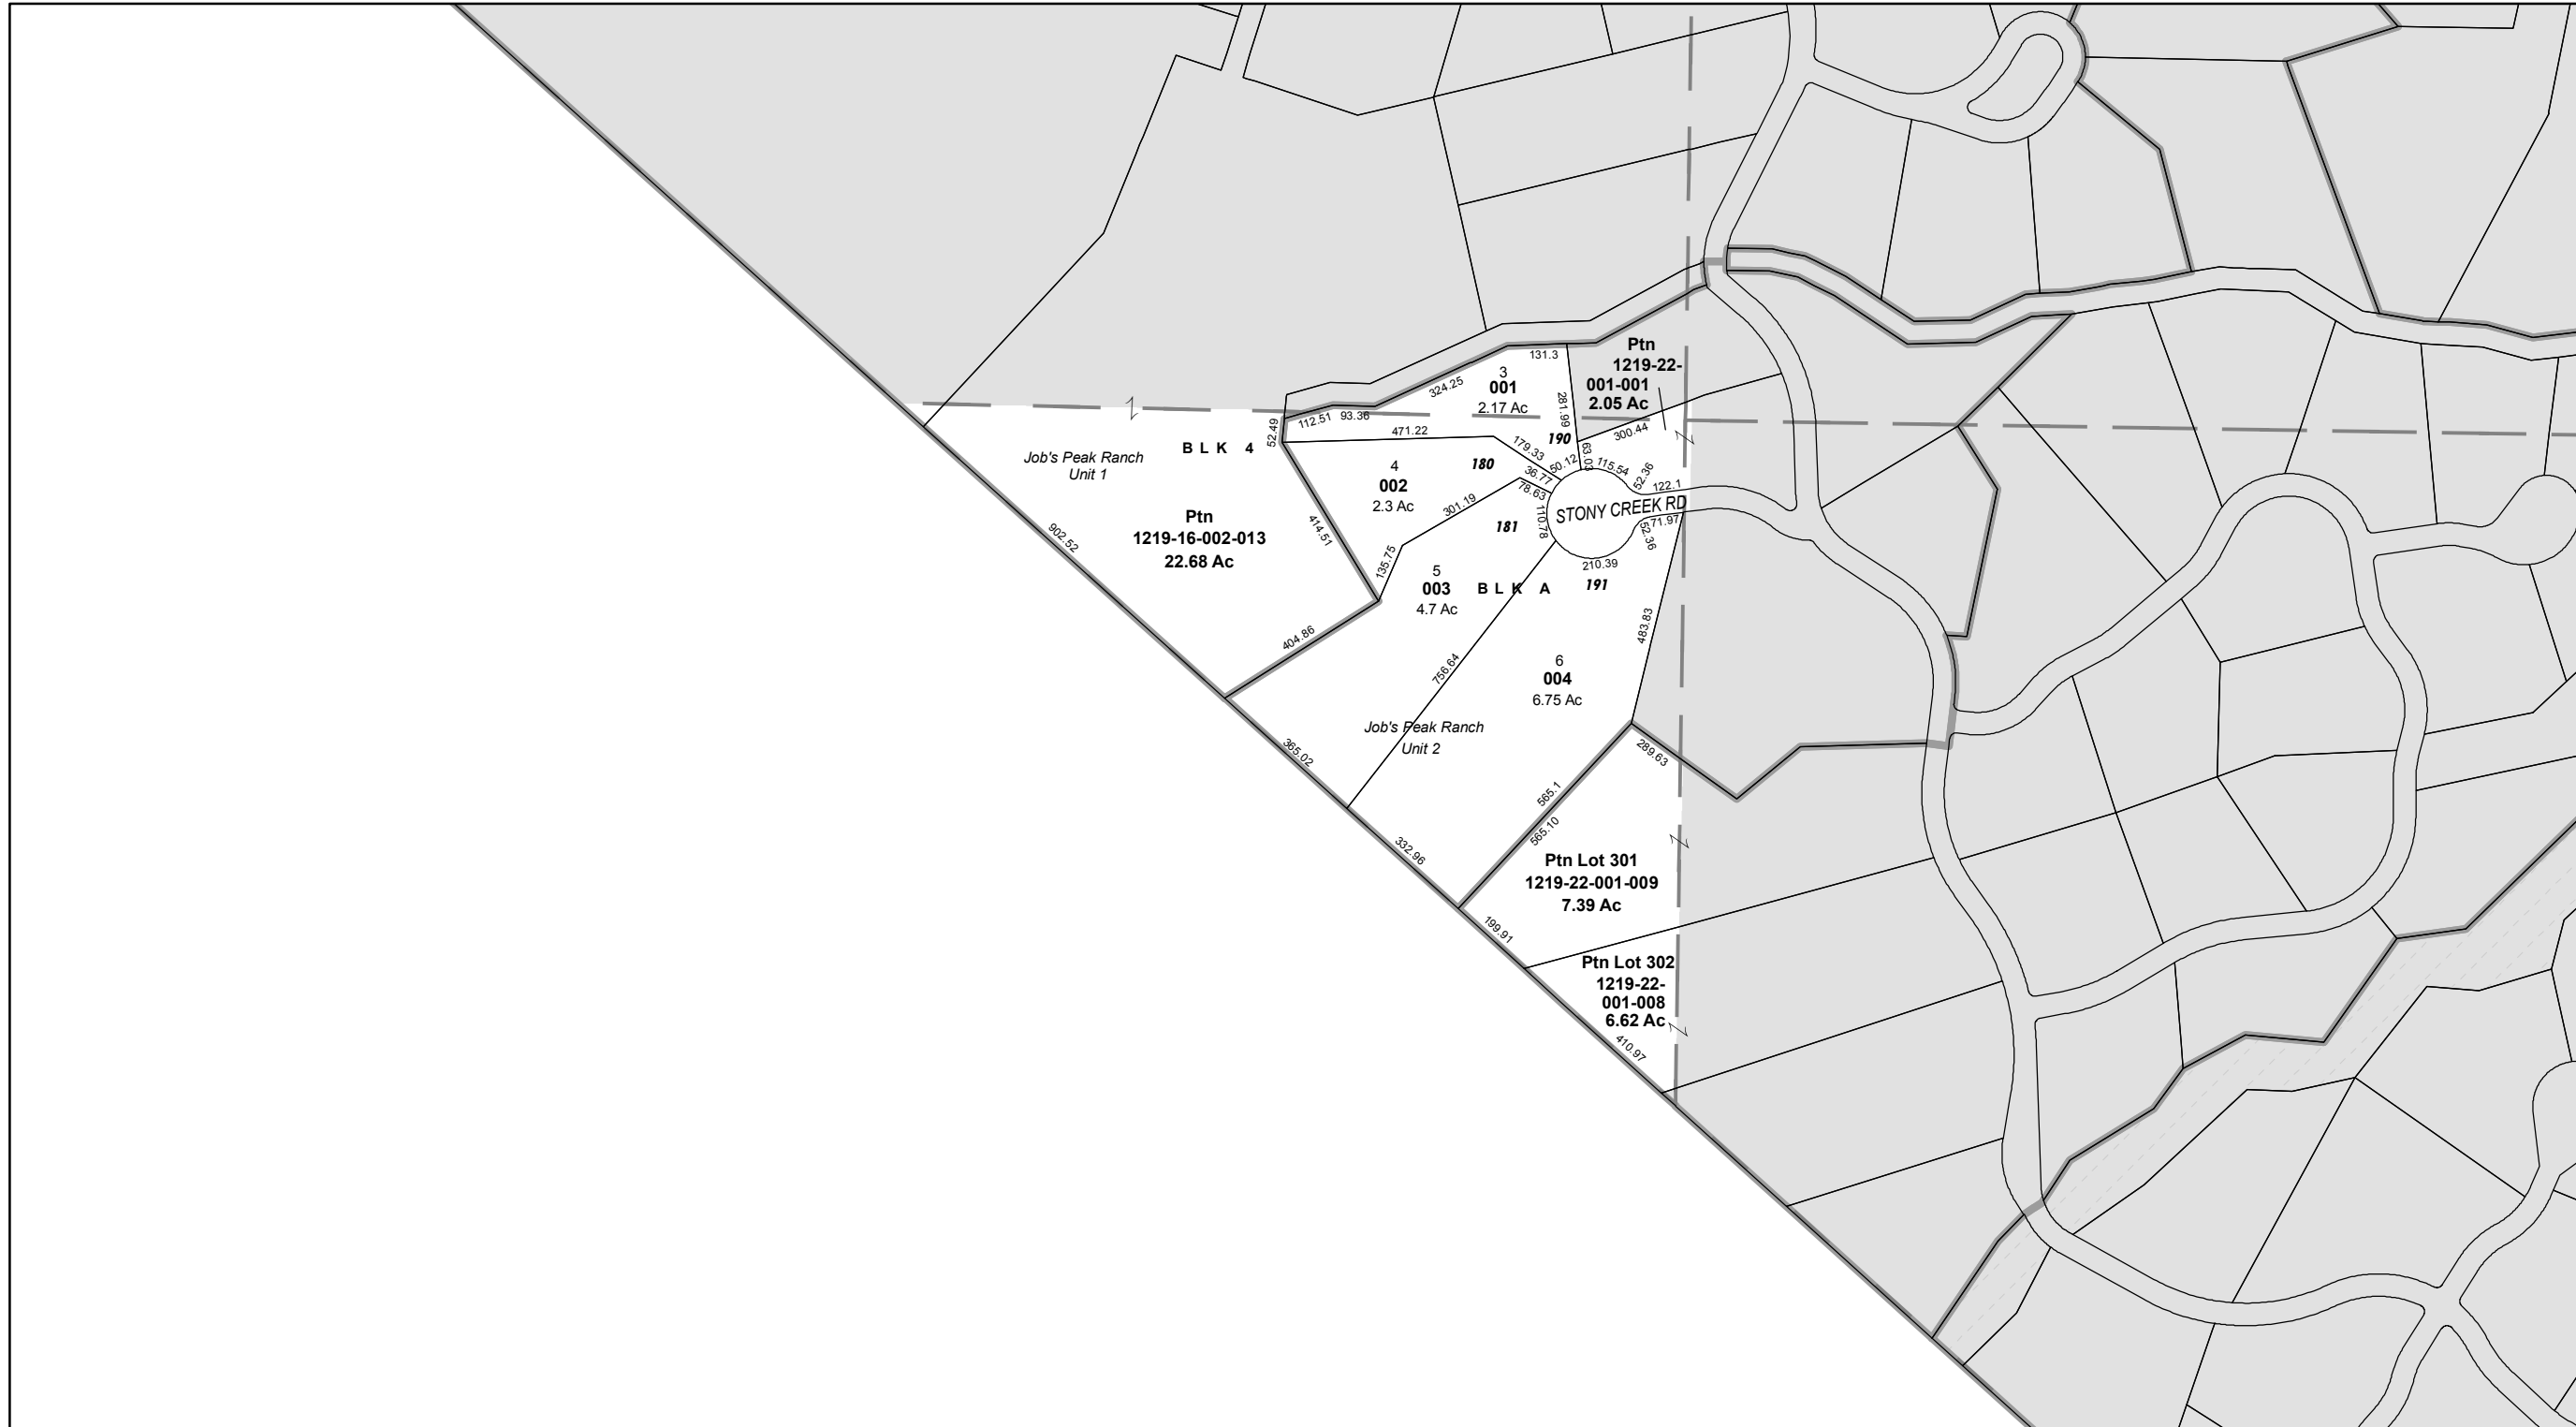 Ptn
1219-22-
001-001
2.05 Ac
131.3
3
001
2.17 Ac
324.25
281.99
112.51
93.36
52.49
471.22
190
179.33
50.12
63.03
300.44
115.54
52.36
122.1
BLK 4
Job's Peak Ranch
Unit 1
4
002
2.3 Ac
180
36.77
78.63
301.19
181
110.78
STONY CREEK RD
71.97
52.36
210.39
191
Ptn
1219-16-002-013
22.68 Ac
902.52
414.51
135.75
5
003
4.7 Ac
BLK A
404.86
756.64
483.83
6
004
6.75 Ac
Job's Peak Ranch
Unit 2
365.02
289.63
565.1
565.10
332.96
Ptn Lot 301
1219-22-001-009
7.39 Ac
199.91
Ptn Lot 302
1219-22-
001-008
6.62 Ac
410.97